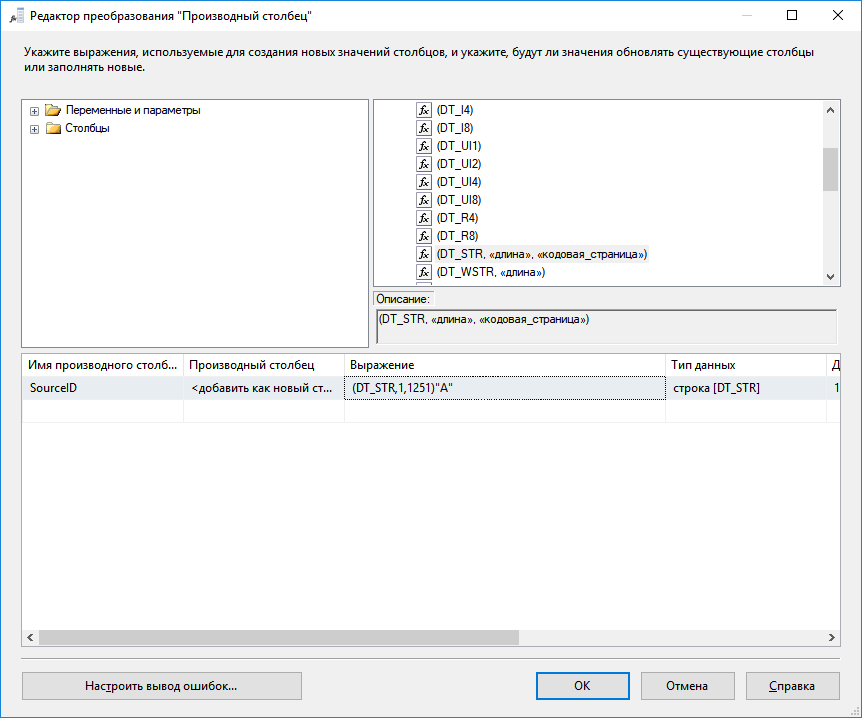 Редактор преобразования "Производный столбец"
Укажите выражения, используемые для создания новых значений столбцов, и укажите, будут ли значения обновлять существующие столбцы
или заполнять новые.
Переменные и параметры
Столбцы
(DT_I4)
(DT_I8)
(DT_UI1)
(DT_UI2)
(DT_UI4)
(DT_UI8)
(DT_R4)
(DT_R8)
(DT_STR, «длина», «кодовая_страница»)
(DT_WSTR, «длина»)
Описание:
(DT_STR, «длина», «кодовая_страница»)
Имя производного столб... Производный столбец Выражение Тип данных Д
SourceID <добавить как новый ст... (DT_STR,1,1251)"A" строка [DT_STR] 1
Настроить вывод ошибок... OK Отмена Справка